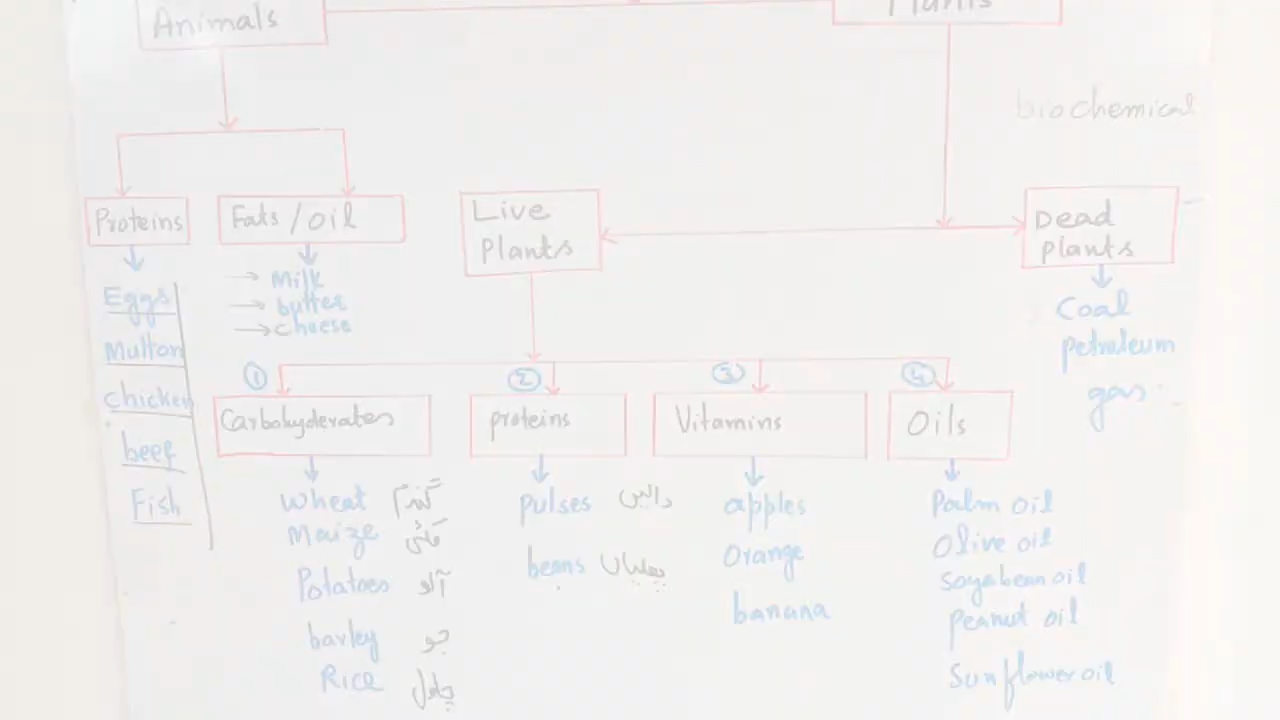 Animals
Plants
biochemical
Proteins
Fats/oil
Live
Plants
Dead
plants
Eggs
Mutton
chicken
beef
Fish
→ Milk
→ butter
→ cheese
Coal
petroleum
gas
①
②
③
④
Carbohyderates
proteins
Vitamins
Oils
Wheat گندم
Maize
Potatoes آلو
barley جو
Rice چاول
pulses دالیں
beans پھلیاں
apples
Orange
banana
Palm oil
Olive oil
Soyabean oil
Peanut oil
Sunflower oil